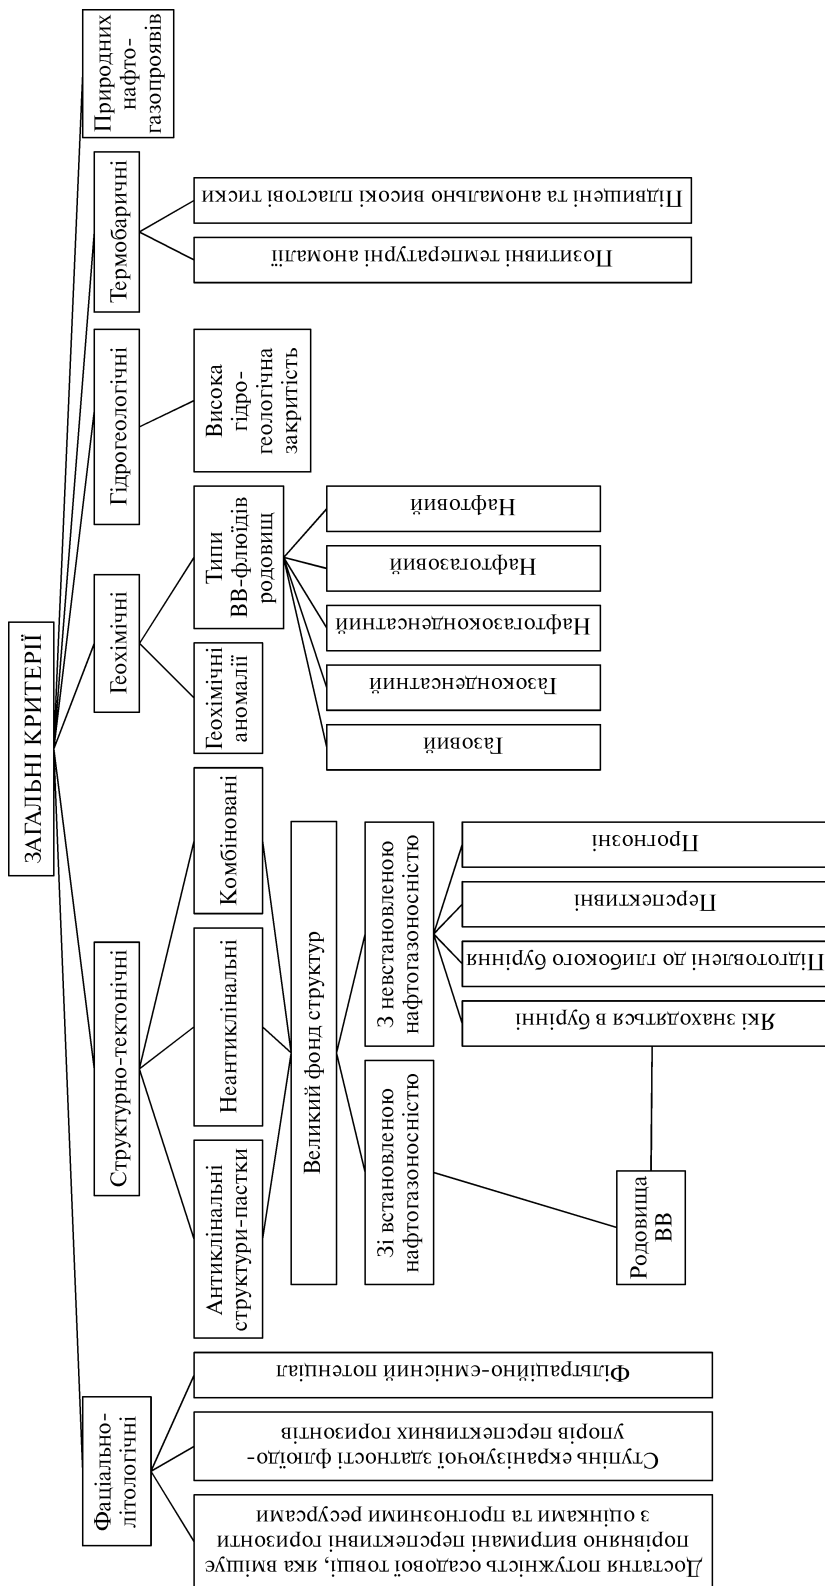 ЗАГАЛЬНІ КРИТЕРІЇ
Фаціально-
літологічні
Структурно-тектонічні
Геохімічні
Гідрогеологічні
Термобаричні
Природних
нафто-
газопроявів
Достатня потужність осадової товщі, яка вміщує
порівняно витримані перспективні горизонти
з оцінками та прогнозними ресурсами
Ступінь екранізуючої здатності флюїдо-
упорів перспективних горизонтів
Фільтраційно-ємнісний потенціал
Антиклінальні
структури-пастки
Неантиклінальні
Комбіновані
Геохімічні
аномалії
Типи
ВВ-флюїдів
родовищ
Висока
гідро-
геологічна
закритість
Позитивні температурні аномалії
Підвищені та аномально високі пластові тиски
Великий фонд структур
Газовий
Газоконденсатний
Нафтогазоконденсатний
Нафтогазовий
Нафтовий
Зі встановленою
нафтогазоносністю
З невстановленою
нафтогазоносністю
Які знаходяться в бурінні
Підготовлені до глибокого буріння
Перспективні
Прогнозні
Родовища
ВВ